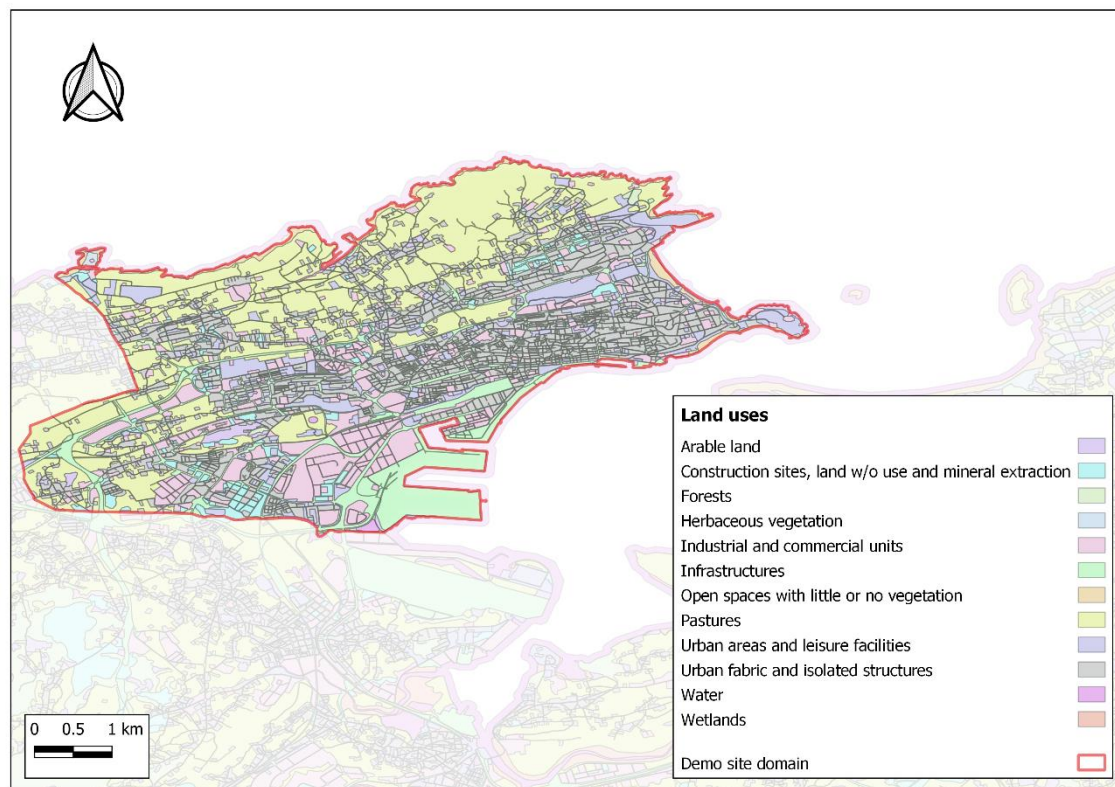 Land uses
Arable land
Construction sites, land w/o use and mineral extraction
Forests
Herbaceous vegetation
Industrial and commercial units
Infrastructures
Open spaces with little or no vegetation
Pastures
Urban areas and leisure facilities
Urban fabric and isolated structures
Water
Wetlands
Demo site domain
0 0.5 1 km